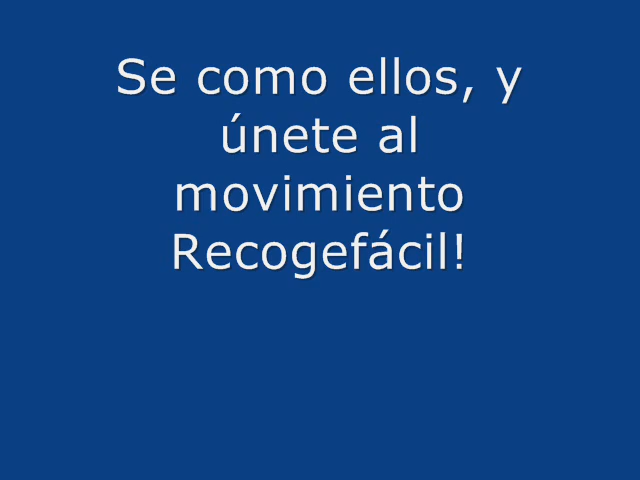 Se como ellos, y
únete al
movimiento
Recogefácil!